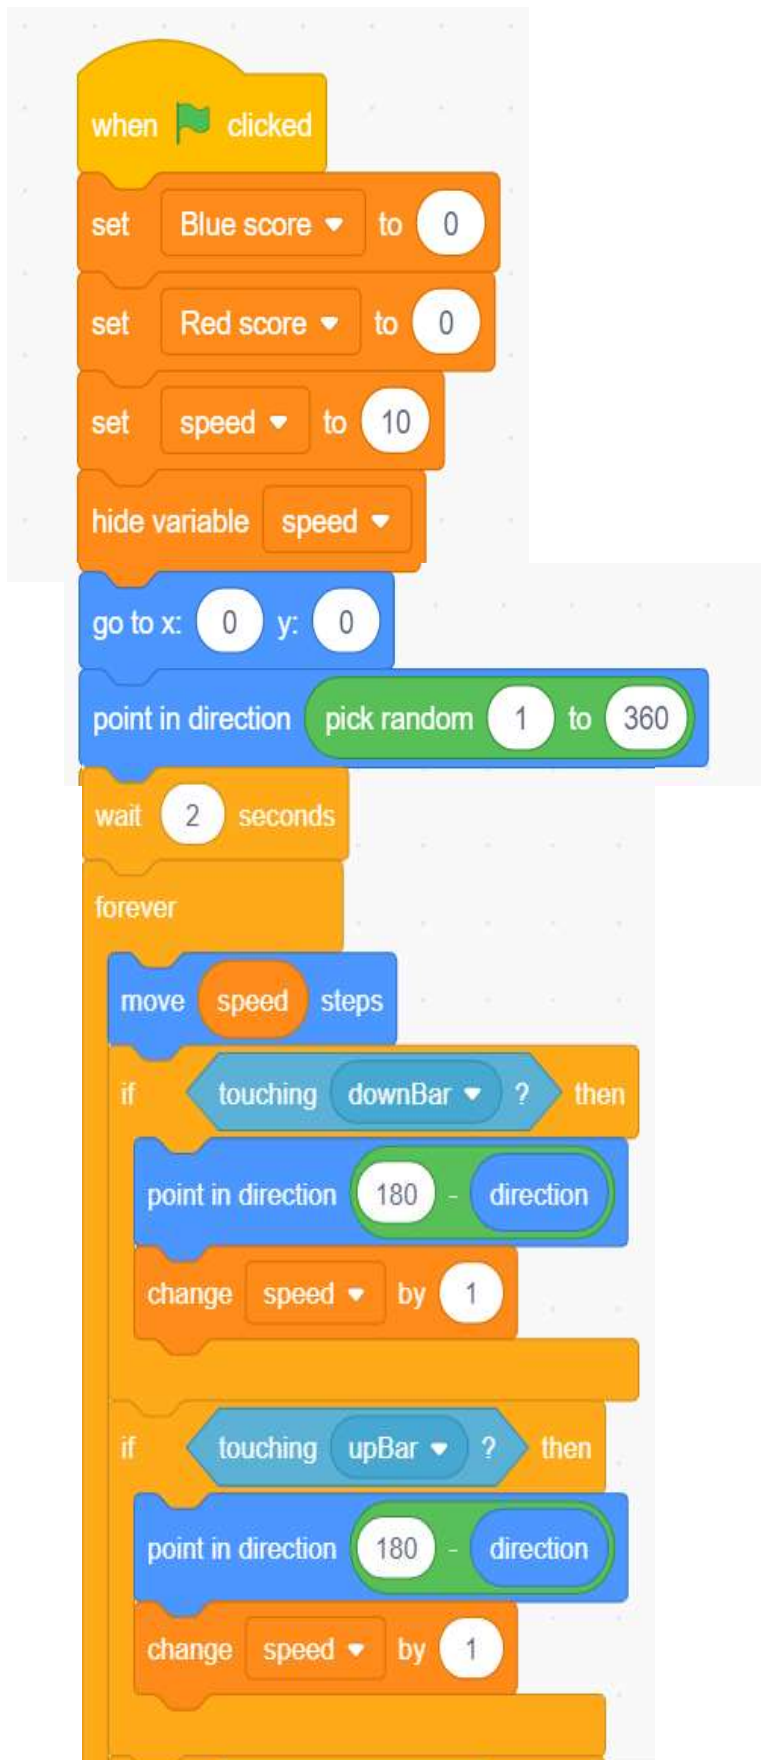 when clicked
set Blue score to 0
set Red score to 0
set speed to 10
hide variable speed
go to x: 0 y: 0
point in direction pick random 1 to 360
wait 2 seconds
forever
move speed steps
if touching downBar ? then
point in direction 180 - direction
change speed by 1
if touching upBar ? then
point in direction 180 - direction
change speed by 1